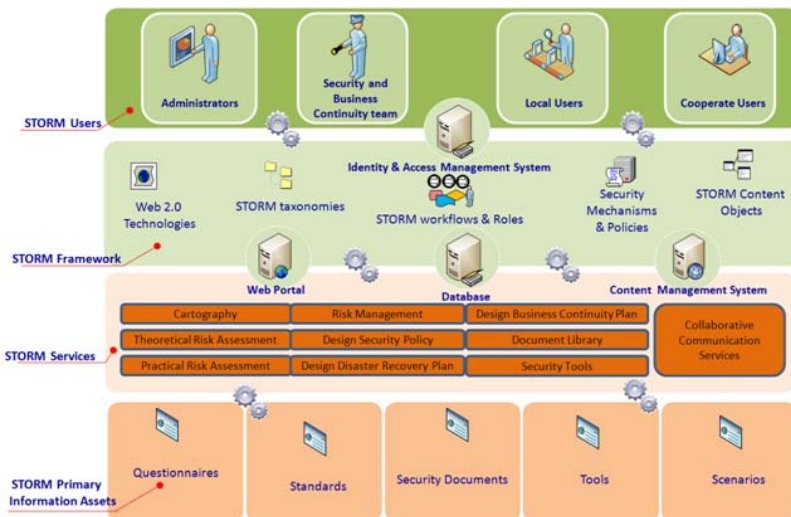 Administrators
Security and
Business
Continuity team
Local Users
Cooperate Users
STORM Users
Identity & Access Management System
Web 2.0
Technologies
STORM taxonomies
STORM workflows & Roles
Security
Mechanisms
& Policies
STORM Content
Objects
STORM Framework
Web Portal
Database
Content Management System
Cartography
Risk Management
Design Business Continuity Plan
Collaborative
Communication
Services
Theoretical Risk Assessment
Design Security Policy
Document Library
STORM Services
Practical Risk Assessment
Design Disaster Recovery Plan
Security Tools
Questionnaires
Standards
Security Documents
Tools
Scenarios
STORM Primary
Information Assets